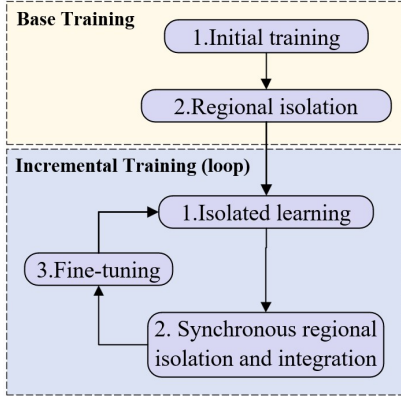 Base Training
1.Initial training
2.Regional isolation
Incremental Training (loop)
1.Isolated learning
3.Fine-tuning
2. Synchronous regional
isolation and integration